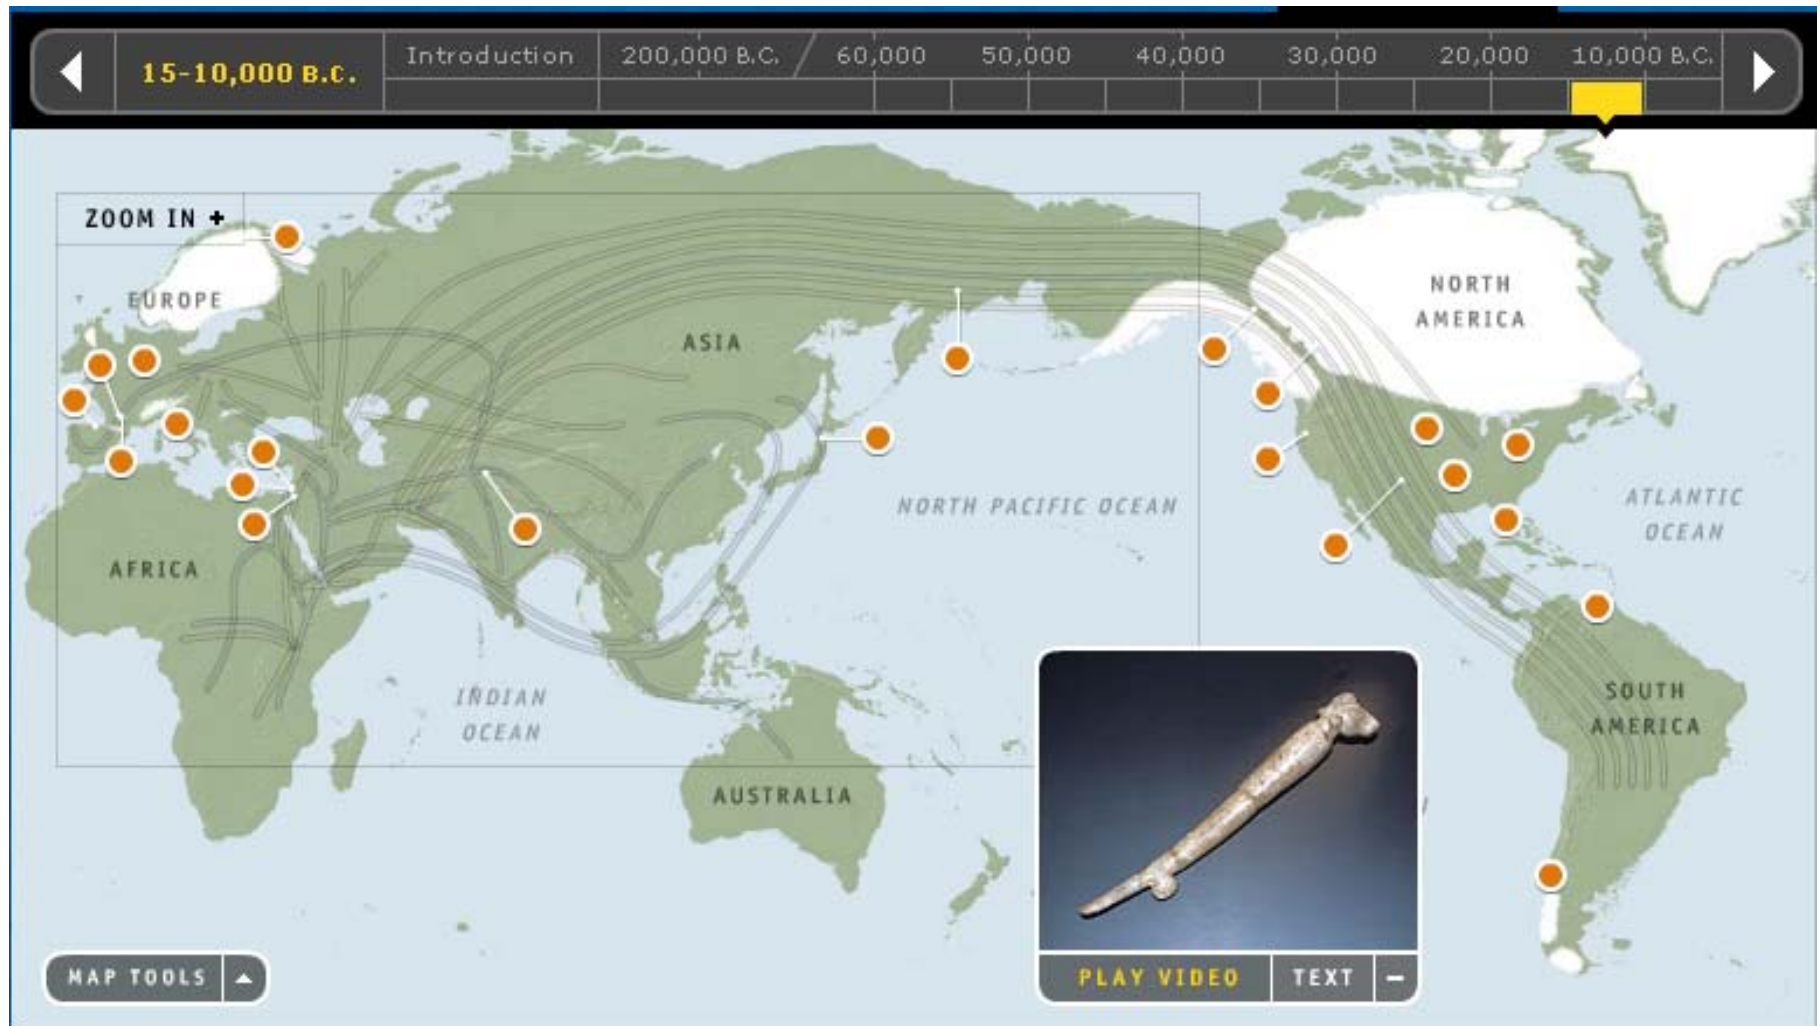 15-10,000 B.C.
Introduction
200,000 B.C.
60,000
50,000
40,000
30,000
20,000
10,000 B.C.
ZOOM IN +
EUROPE
ASIA
NORTH
AMERICA
NORTH PACIFIC OCEAN
ATLANTIC
OCEAN
AFRICA
INDIAN
OCEAN
SOUTH
AMERICA
AUSTRALIA
MAP TOOLS
PLAY VIDEO
TEXT